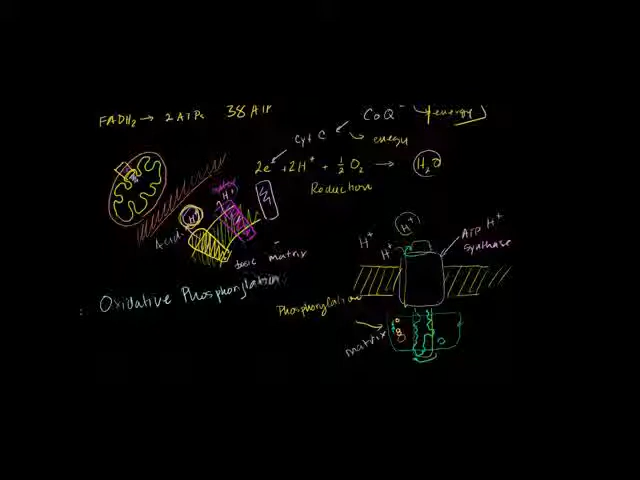 FADH₂ → 2 ATPs 38 ATP
CoQ energy
Cyt C energy
2e⁻ + 2H⁺ + ½ O₂ → H₂O
Reduction
H⁺
H⁺
Acidic
basic matrix
H⁺
H⁺ H⁺
H⁺
ATP Synthase
Oxidative Phosphorylation
Phosphorylation
matrix